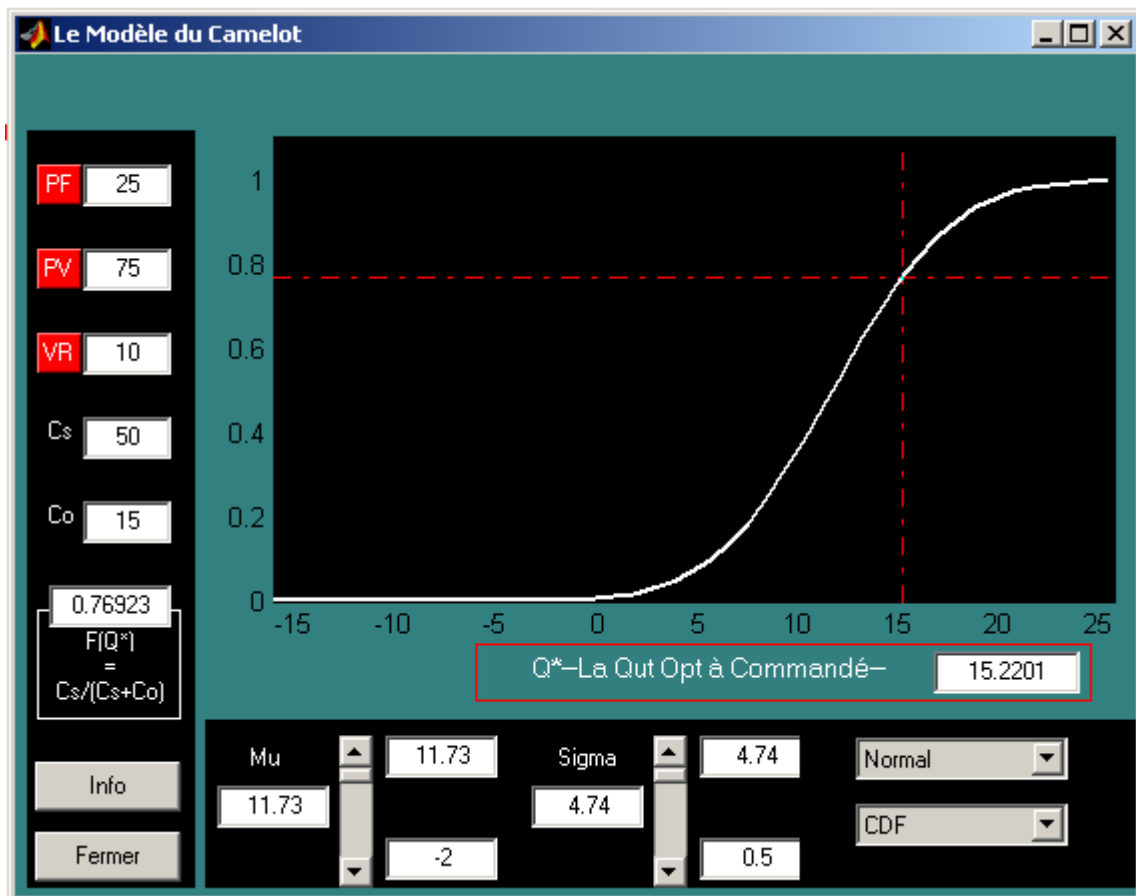 Le Modèle du Camelot
PF 25
PV 75
VR 10
Cs 50
Co 15
0.76923
F(Q*)
=
Cs/(Cs+Co)
Info
Fermer
1
0.8
0.6
0.4
0.2
0
-15 -10 -5 0 5 10 15 20 25
Q*–La Qut Opt à Commandé– 15.2201
Mu 11.73 Sigma 4.74 Normal
11.73 4.74
-2 0.5 CDF